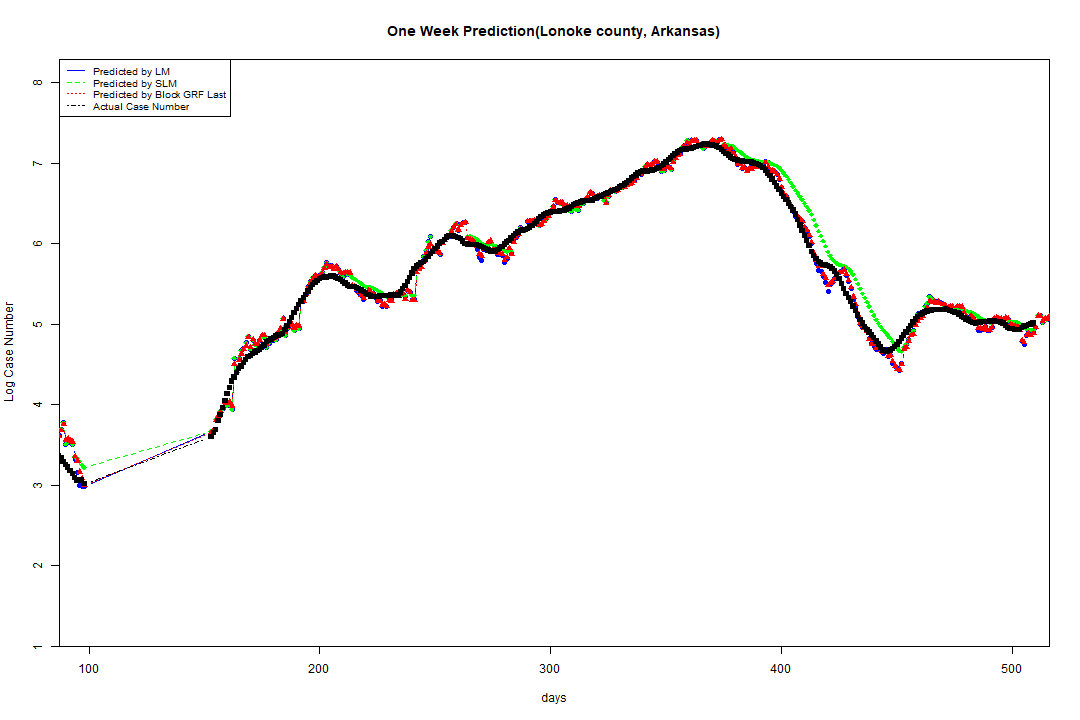 One Week Prediction(Lonoke county, Arkansas)
Predicted by LM
Predicted by SLM
Predicted by Block GRF Last
Actual Case Number
8
7
6
5
4
3
2
1
Log Case Number
100 200 300 400 500
days